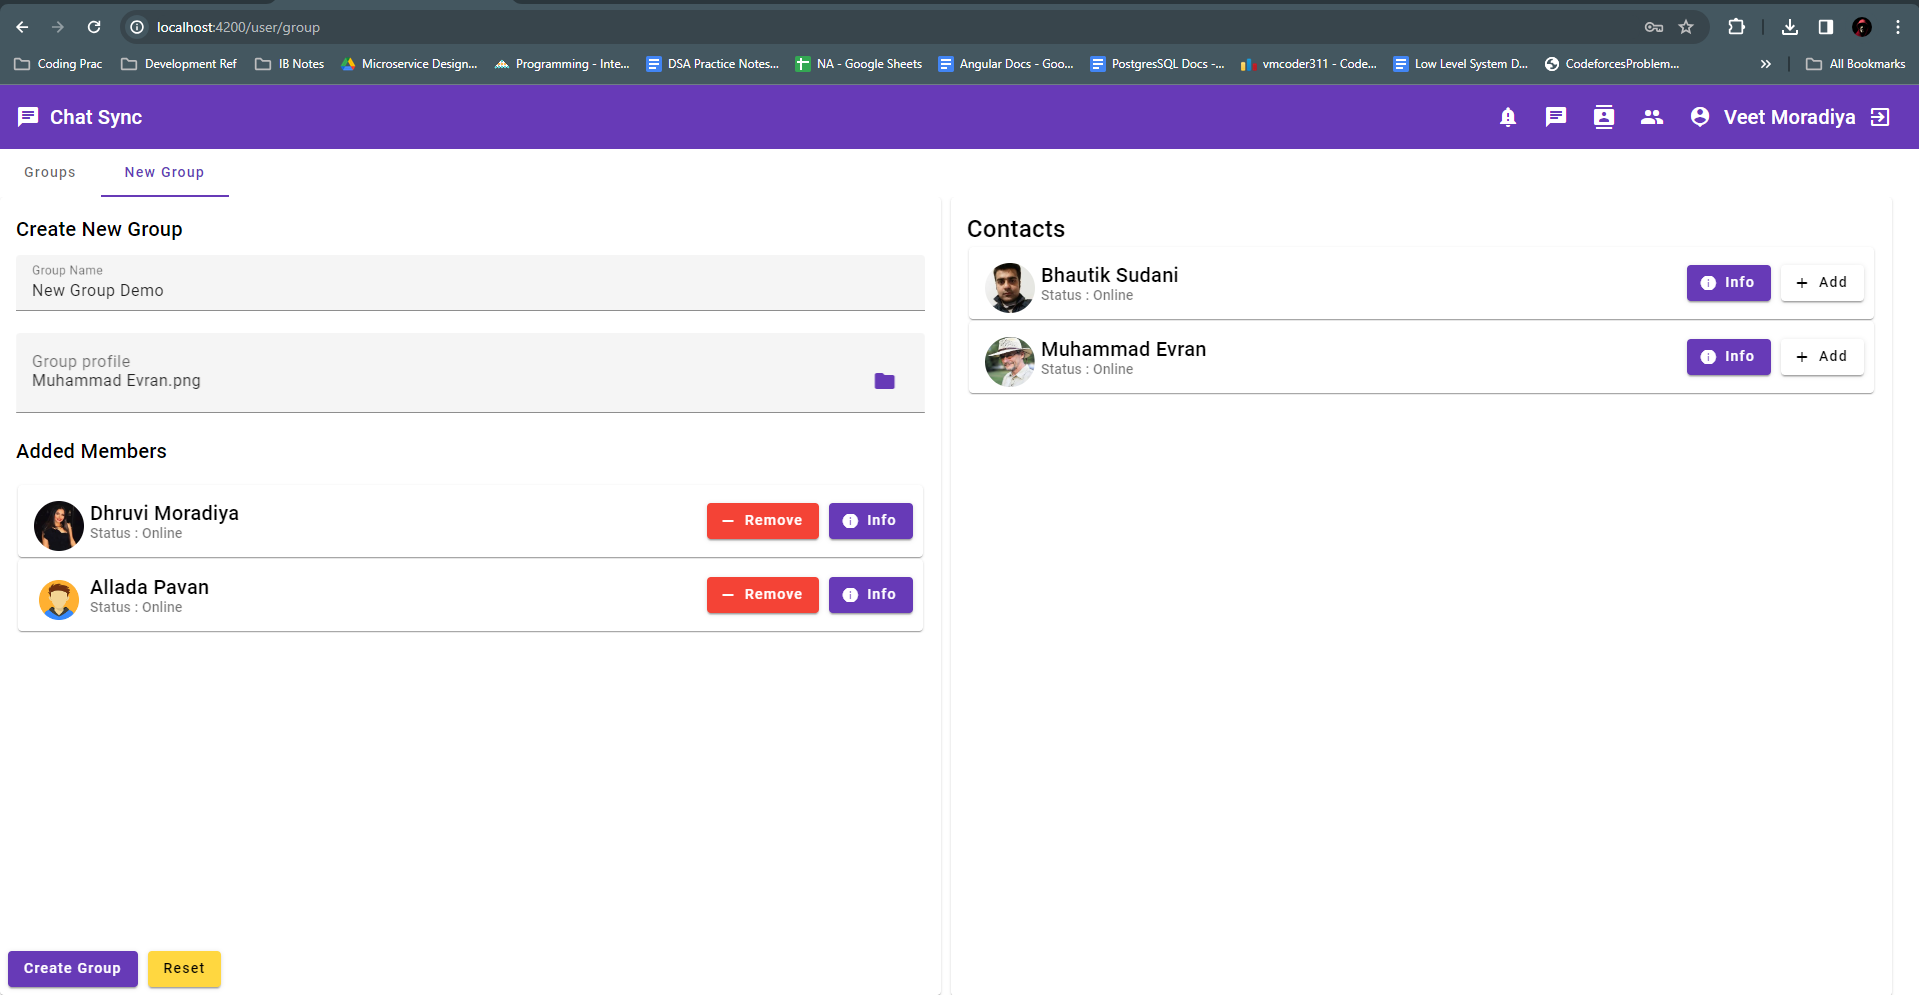 localhost:4200/user/group
Coding Prac Development Ref IB Notes Microservice Design... Programming - Inte... DSA Practice Notes... NA - Google Sheets Angular Docs - Goo... PostgresSQL Docs -... vmcoder311 - Code... Low Level System D... CodeforcesProblem... » All Bookmarks
Chat Sync Veet Moradiya
Groups New Group
Create New Group
Group Name
New Group Demo
Group profile
Muhammad Evran.png
Added Members
Dhruvi Moradiya
Status : Online
Remove Info
Allada Pavan
Status : Online
Remove Info
Create Group Reset
Contacts
Bhautik Sudani
Status : Online
Info + Add
Muhammad Evran
Status : Online
Info + Add